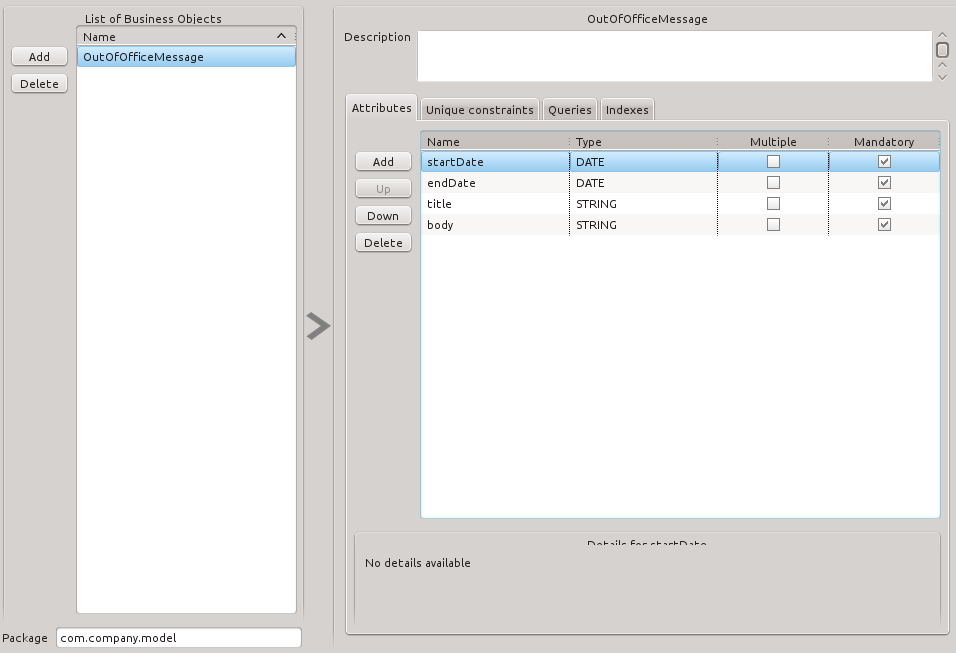 List of Business Objects
Name
Add
OutOfOfficeMessage
Delete
Package com.company.model
OutOfOfficeMessage
Description
Attributes Unique constraints Queries Indexes
Name Type Multiple Mandatory
Add
Up
Down
Delete
startDate DATE
endDate DATE
title STRING
body STRING
Details for startDate
No details available